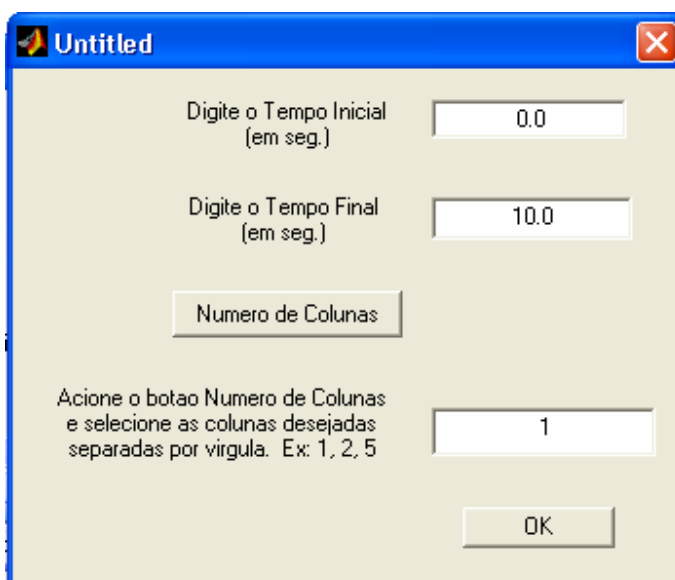 Untitled
Digite o Tempo Inicial
(em seg.)
0.0
Digite o Tempo Final
(em seg.)
10.0
Numero de Colunas
Acione o botao Numero de Colunas
e selecione as colunas desejadas
separadas por virgula. Ex: 1, 2, 5
1
OK